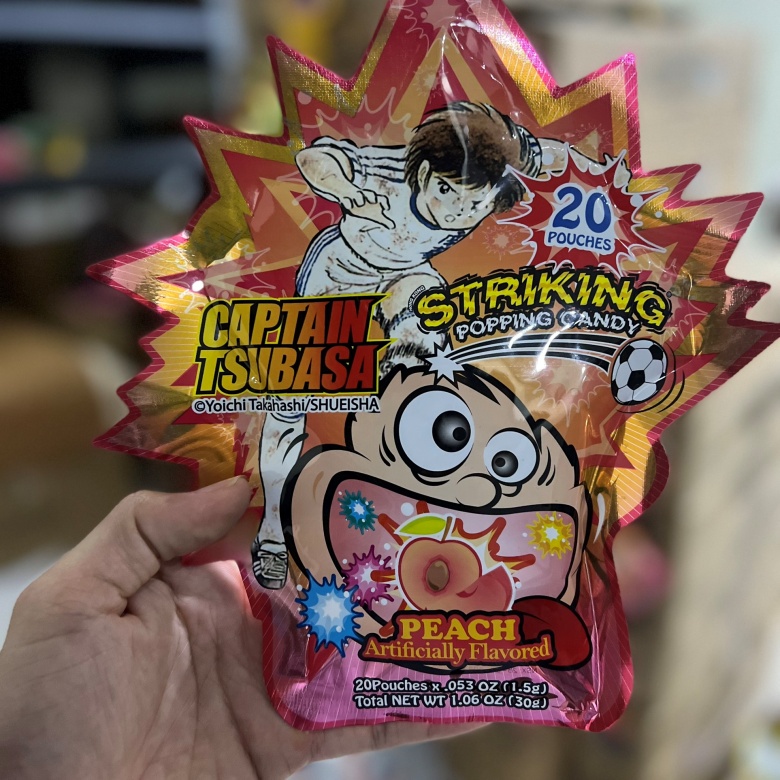 20
POUCHES
STRIKING
POPPING CANDY
CAPTAIN
TSUBASA
©Yoichi Takahashi/SHUEISHA
PEACH
Artificially Flavored
20Pouches x .053 OZ (1.5g)
Total NET WT 1.06 OZ (30g)